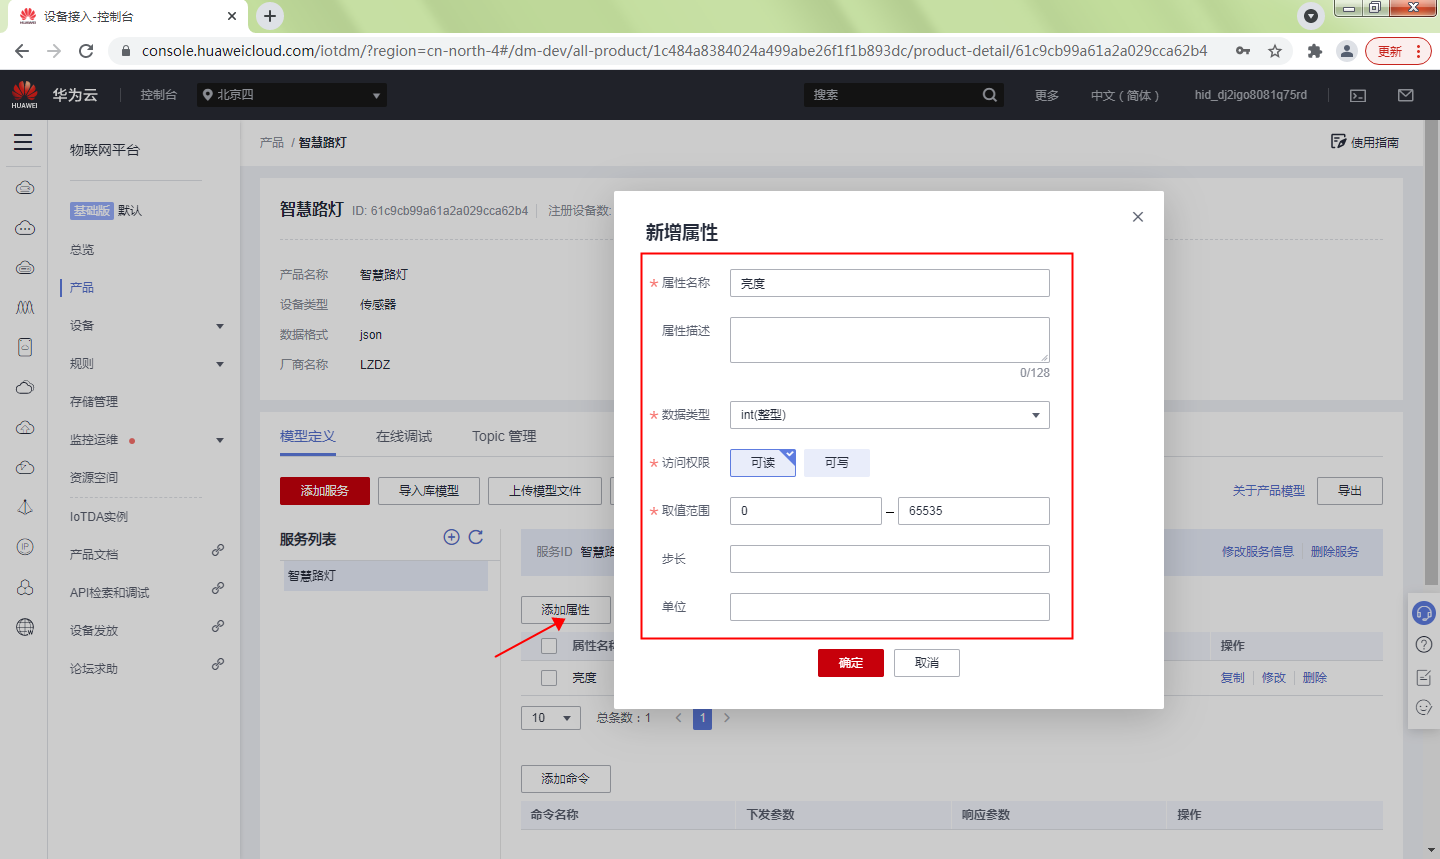 设备接入-控制台
console.huaweicloud.com/iotdm/?region=cn-north-4#/dm-dev/all-product/1c484a8384024a499abe26f1f1b893dc/product-detail/61c9cb99a61a2a029cca62b4
更新
HUAWEI
华为云
控制台
北京四
搜索
更多
中文（简体）
hid_dj2igo8081q75rd
物联网平台
基础版 默认
总览
产品
设备
规则
存储管理
监控运维
资源空间
IoTDA实例
产品文档
API检索和调试
设备发放
论坛求助
IP
产品 / 智慧路灯
使用指南
智慧路灯 ID: 61c9cb99a61a2a029cca62b4 注册设备数:
产品名称 智慧路灯
设备类型 传感器
数据格式 json
厂商名称 LZDZ
模型定义 在线调试 Topic 管理
添加服务 导入库模型 上传模型文件
关于产品模型 导出
服务列表
智慧路灯
服务ID 智慧路
修改服务信息 删除服务
添加属性
属性名称 操作
亮度 复制 修改 删除
10 总条数：1 1
添加命令
命令名称 下发参数 响应参数 操作
新增属性
* 属性名称 亮度
属性描述
0/128
* 数据类型 int(整型)
* 访问权限 可读 可写
* 取值范围 0 – 65535
步长
单位
确定 取消